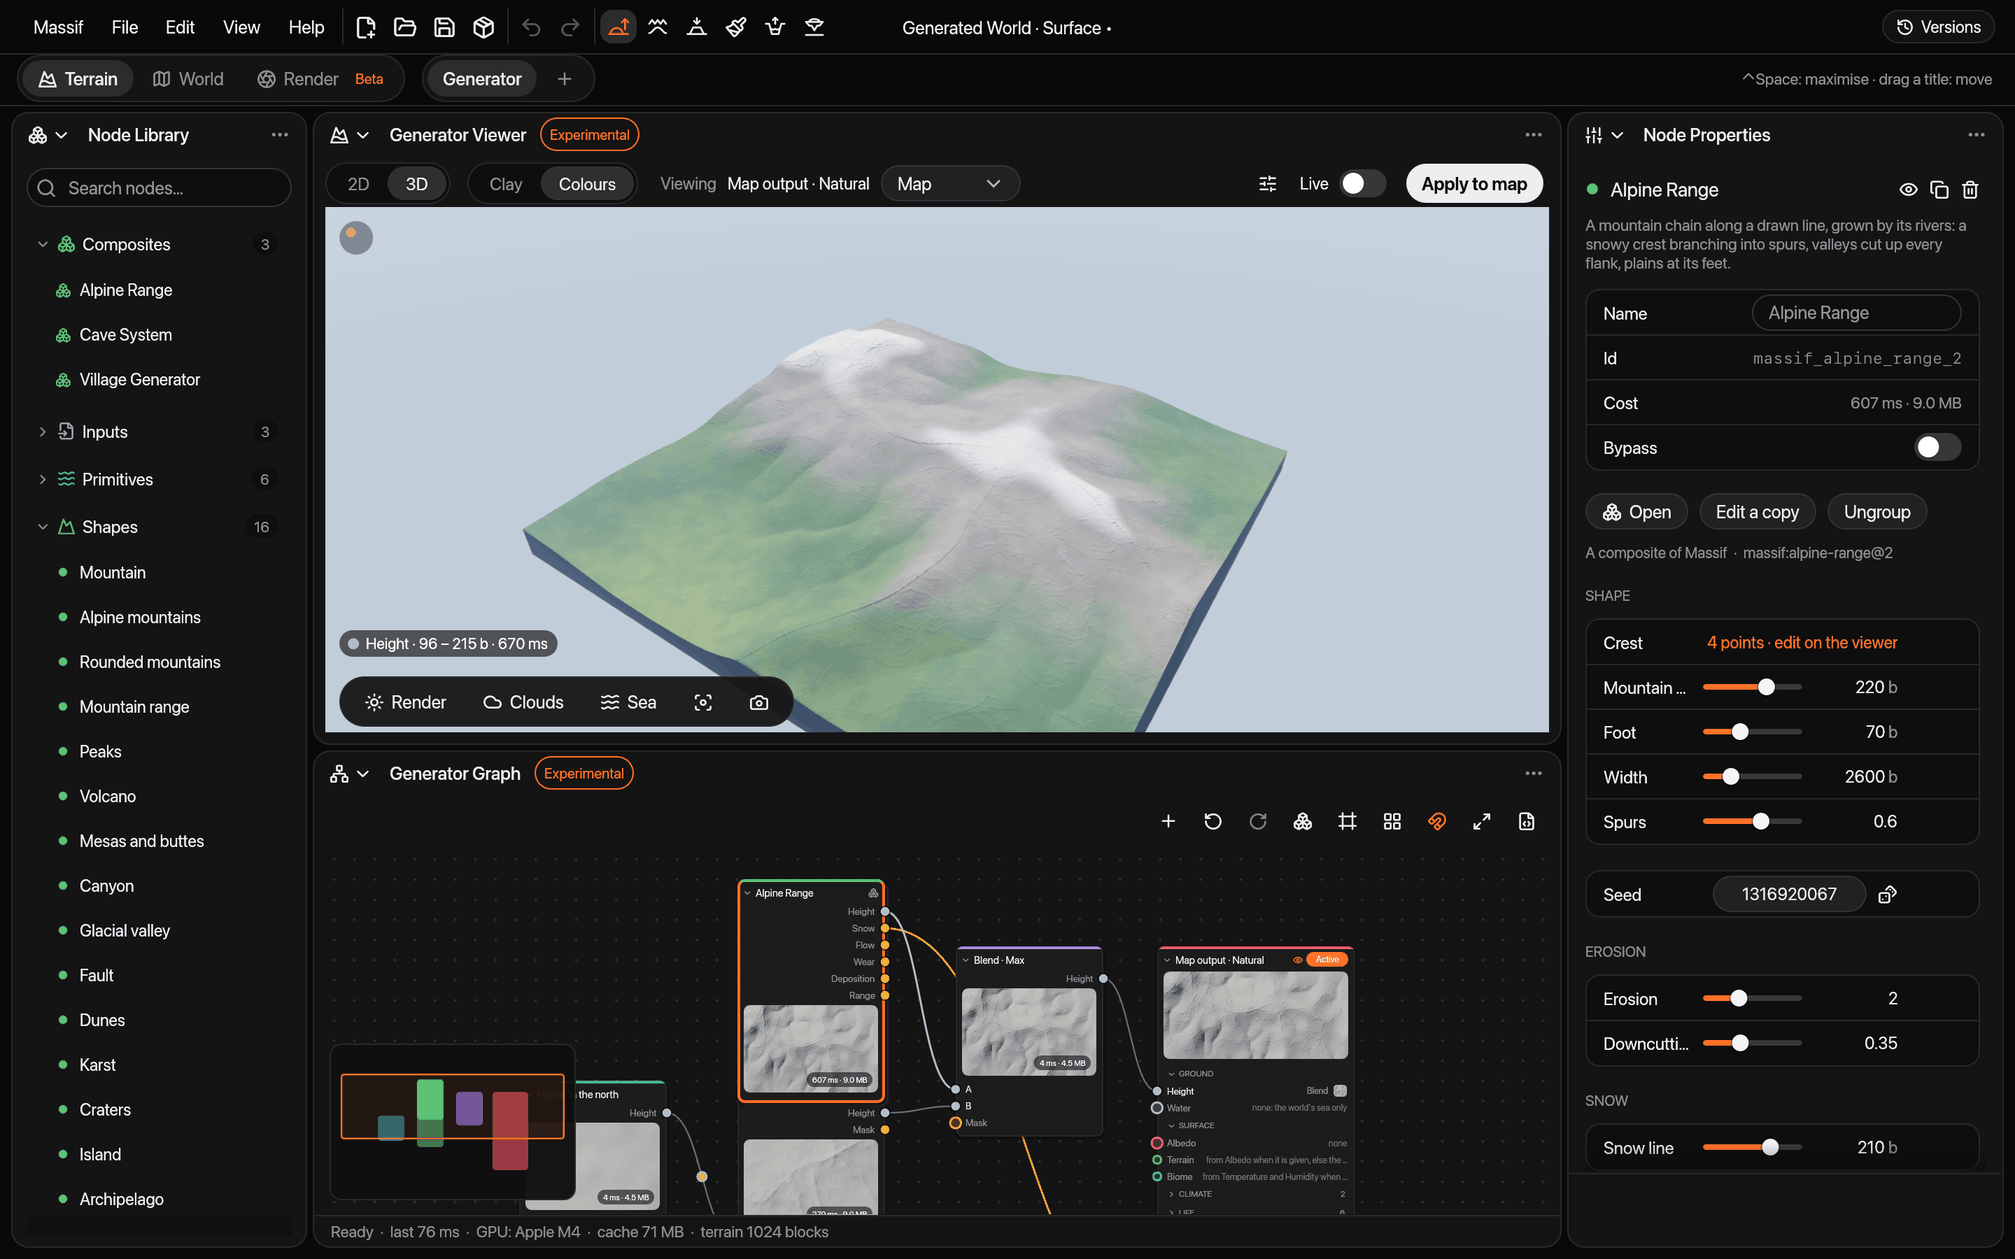 Massif File Edit View Help
Generated World · Surface •
Versions
Terrain World Render Beta Generator
^Space: maximise · drag a title: move
Node Library
Search nodes...
Composites 3
Alpine Range
Cave System
Village Generator
Inputs 3
Primitives 6
Shapes 16
Mountain
Alpine mountains
Rounded mountains
Mountain range
Peaks
Volcano
Mesas and buttes
Canyon
Glacial valley
Fault
Dunes
Karst
Craters
Island
Archipelago
Generator Viewer Experimental
2D 3D Clay Colours Viewing Map output · Natural Map
Live Apply to map
Height · 96 – 215 b · 670 ms
Render Clouds Sea
Generator Graph Experimental
Alpine Range
Height
Snow
Flow
Wear
Deposition
Range
607 ms · 9.0 MB
Height
Mask
the north
Height
4 ms · 4.5 MB
Blend · Max
Height
4 ms · 4.5 MB
A
B
Mask
Map output · Natural Active
GROUND
Height Blend
Water none: the world's sea only
SURFACE
Albedo none
Terrain from Albedo when it is given, else the ...
Biome from Temperature and Humidity when ...
CLIMATE 2
Ready · last 76 ms · GPU: Apple M4 · cache 71 MB · terrain 1024 blocks
Node Properties
Alpine Range
A mountain chain along a drawn line, grown by its rivers: a
snowy crest branching into spurs, valleys cut up every
flank, plains at its feet.
Name Alpine Range
Id massif_alpine_range_2
Cost 607 ms · 9.0 MB
Bypass
Open Edit a copy Ungroup
A composite of Massif · massif:alpine-range@2
SHAPE
Crest 4 points · edit on the viewer
Mountain ... 220 b
Foot 70 b
Width 2600 b
Spurs 0.6
Seed 1316920067
EROSION
Erosion 2
Downcutti... 0.35
SNOW
Snow line 210 b